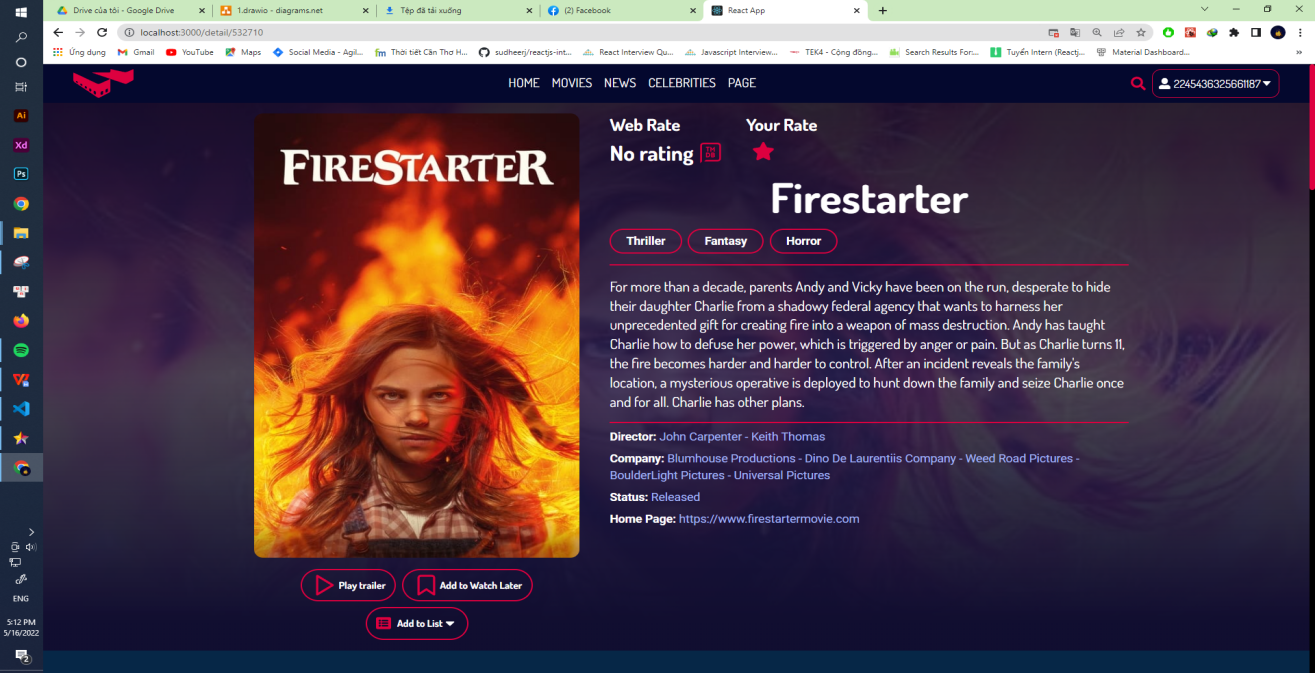 Drive của tôi - Google Drive
1.drawio - diagrams.net
Tệp đã tải xuống
(2) Facebook
React App
localhost:3000/detail/532710
Ứng dụng
Gmail
YouTube
Maps
Social Media - Agil...
Thời tiết Cần Thơ H...
sudheerj/reactjs-int...
React Interview Qu...
Javascript Interview...
TEK4 - Cộng đồng...
Search Results For...
Tuyển Intern (Reactj...
Material Dashboard...
HOME MOVIES NEWS CELEBRITIES PAGE
2245436325661187
Ai
Xd
Ps
FIRESTARTER
Web Rate
Your Rate
No rating
Firestarter
Thriller
Fantasy
Horror
For more than a decade, parents Andy and Vicky have been on the run, desperate to hide
their daughter Charlie from a shadowy federal agency that wants to harness her
unprecedented gift for creating fire into a weapon of mass destruction. Andy has taught
Charlie how to defuse her power, which is triggered by anger or pain. But as Charlie turns 11,
the fire becomes harder and harder to control. After an incident reveals the family's
location, a mysterious operative is deployed to hunt down the family and seize Charlie once
and for all. Charlie has other plans.
Director: John Carpenter - Keith Thomas
Company: Blumhouse Productions - Dino De Laurentiis Company - Weed Road Pictures -
BoulderLight Pictures - Universal Pictures
Status: Released
Home Page: https://www.firestartermovie.com
Play trailer
Add to Watch Later
Add to List
ENG
5:12 PM
5/16/2022
2